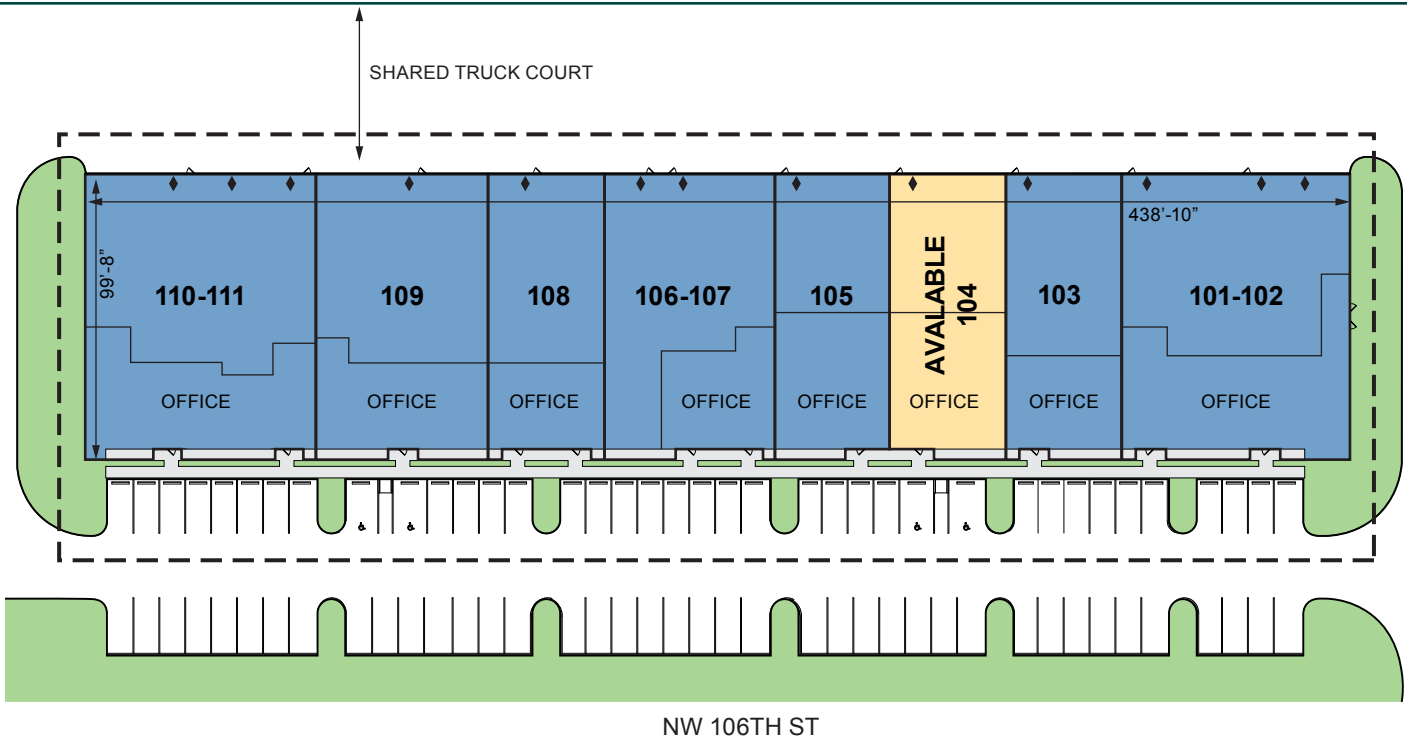 SHARED TRUCK COURT
438'-10"
99'-8"
110-111
109
108
106-107
105
AVALABLE
104
103
101-102
OFFICE
OFFICE
OFFICE
OFFICE
OFFICE
OFFICE
OFFICE
OFFICE
NW 106TH ST